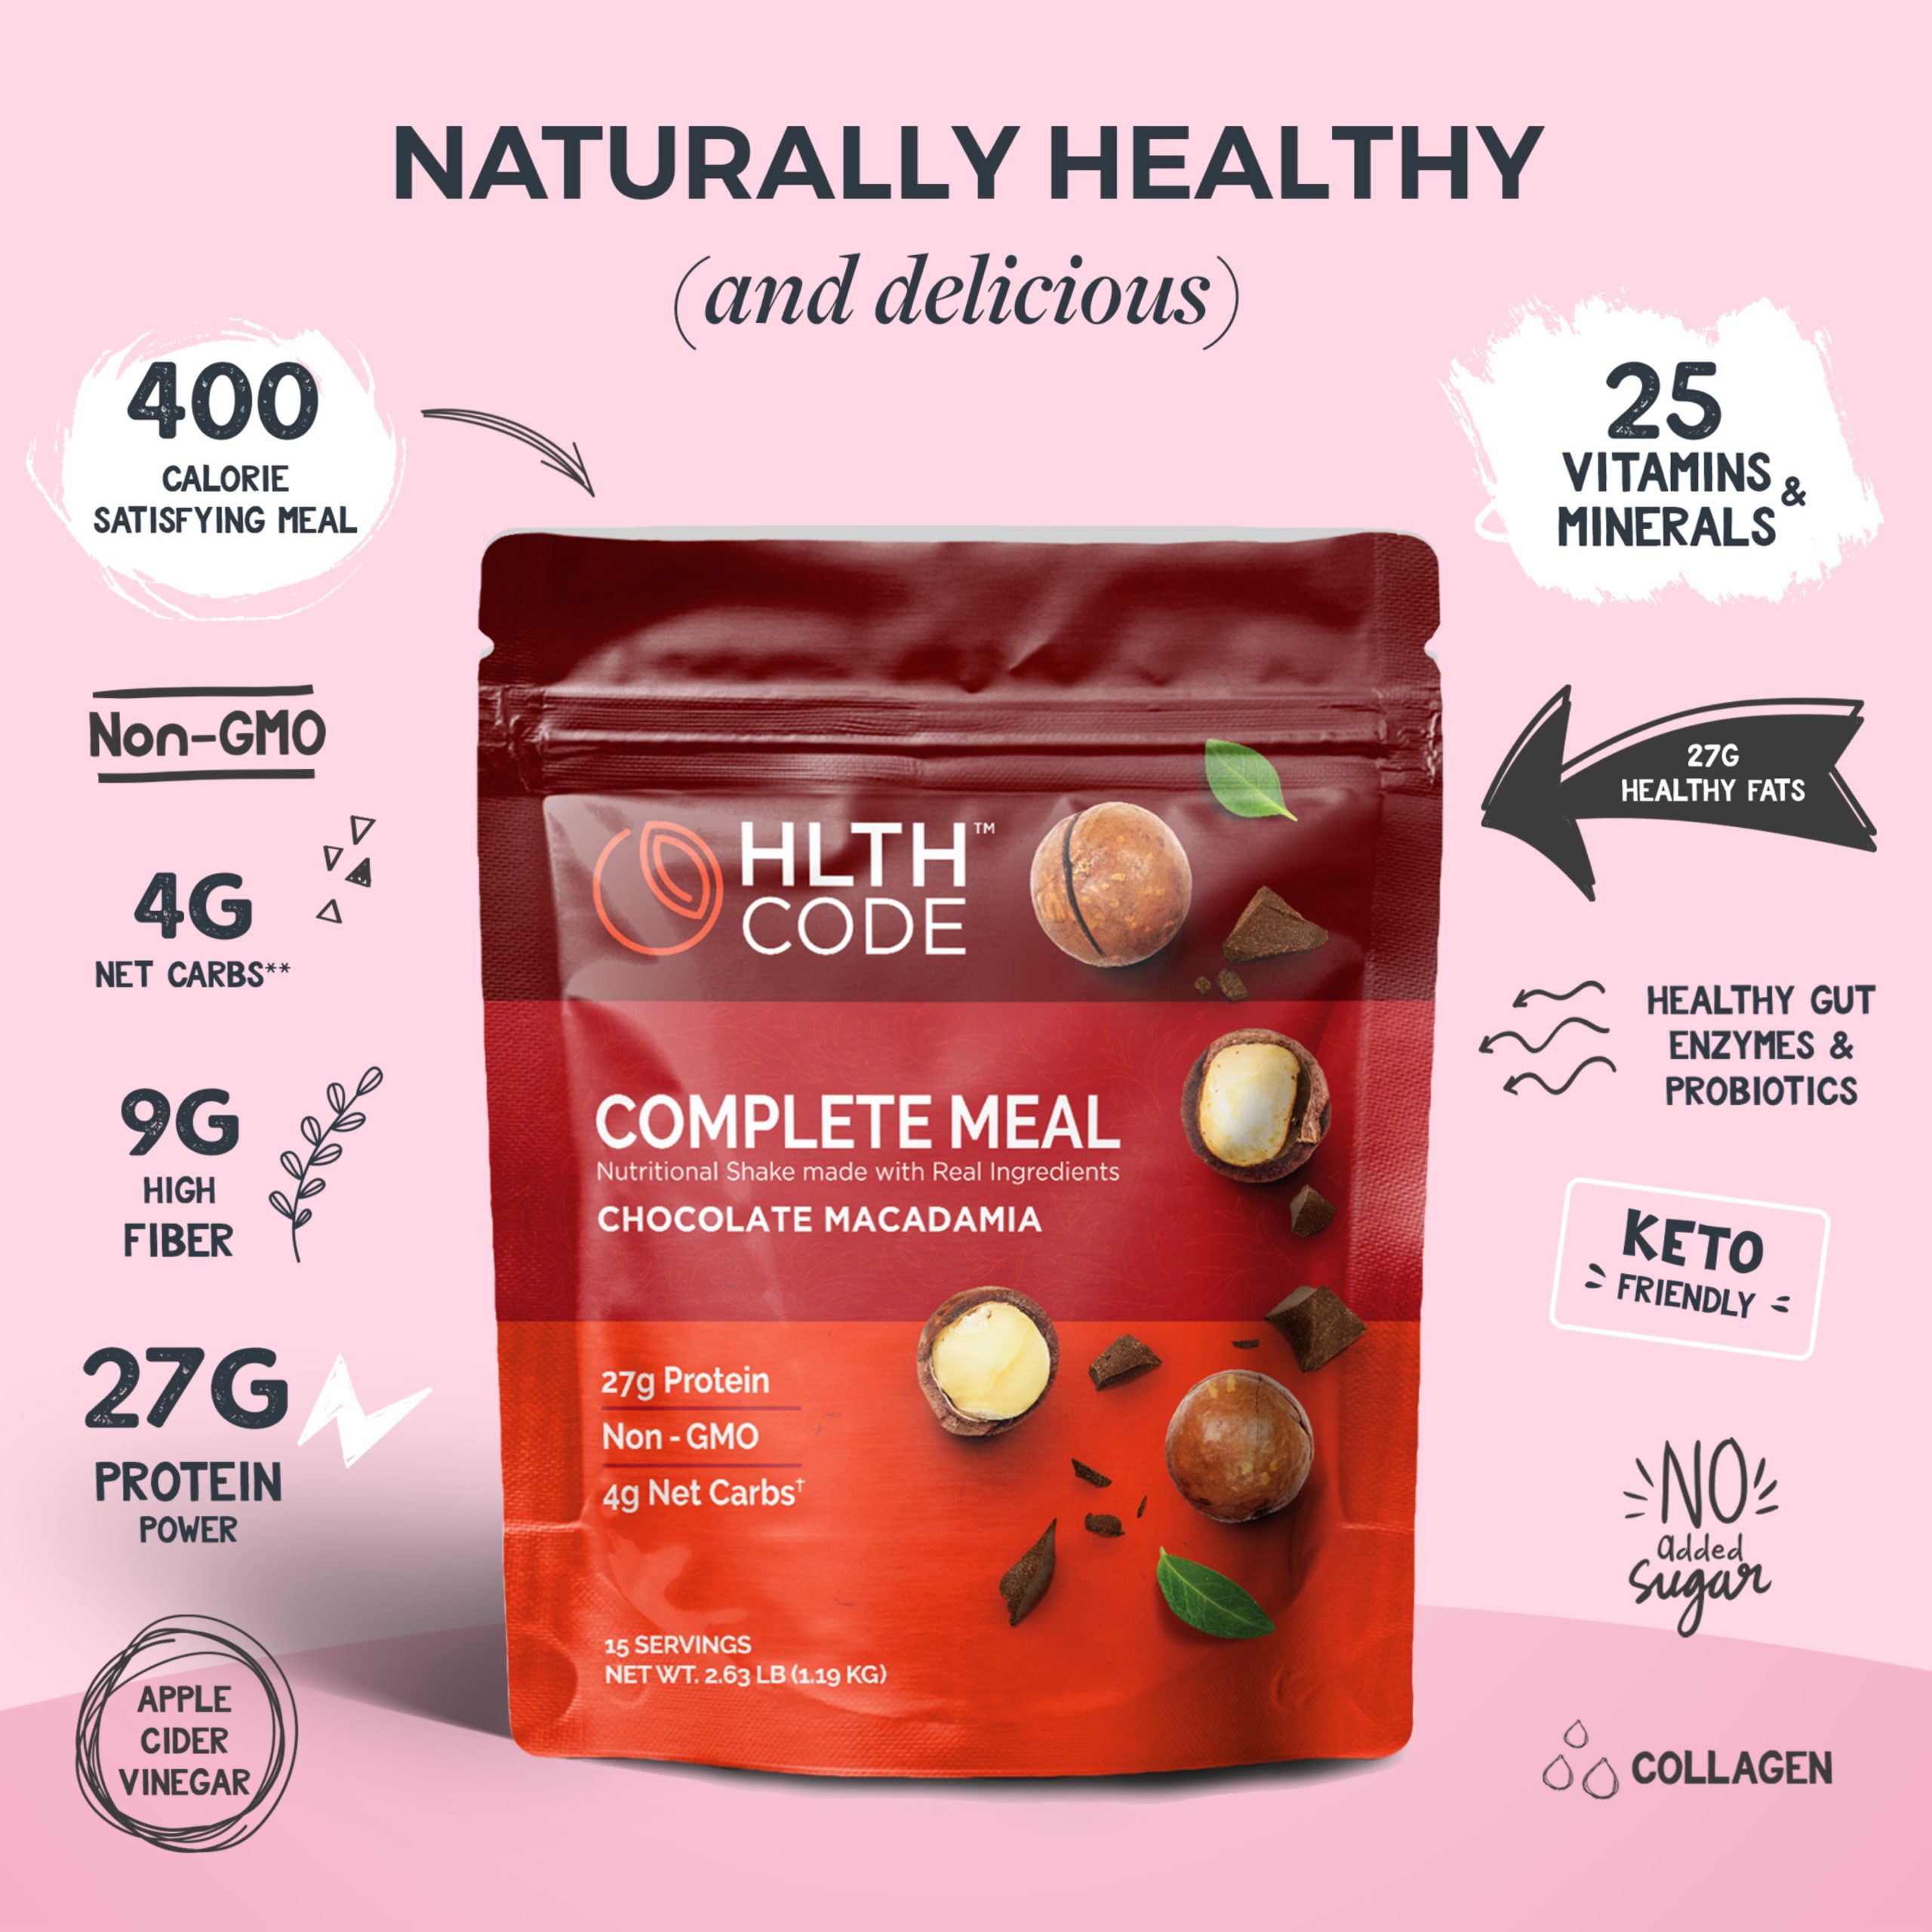 NATURALLY HEALTHY
(and delicious)
400
CALORIE
SATISFYING MEAL
Non-GMO
4G
NET CARBS**
9G
HIGH
FIBER
27G
PROTEIN
POWER
APPLE
CIDER
VINEGAR
HLTH™
CODE
COMPLETE MEAL
Nutritional Shake made with Real Ingredients
CHOCOLATE MACADAMIA
27g Protein
Non - GMO
4g Net Carbs†
15 SERVINGS
NET WT. 2.63 LB (1.19 KG)
25
VITAMINS &
MINERALS
27G
HEALTHY FATS
HEALTHY GUT
ENZYMES &
PROBIOTICS
KETO
FRIENDLY
NO
added
sugar
COLLAGEN